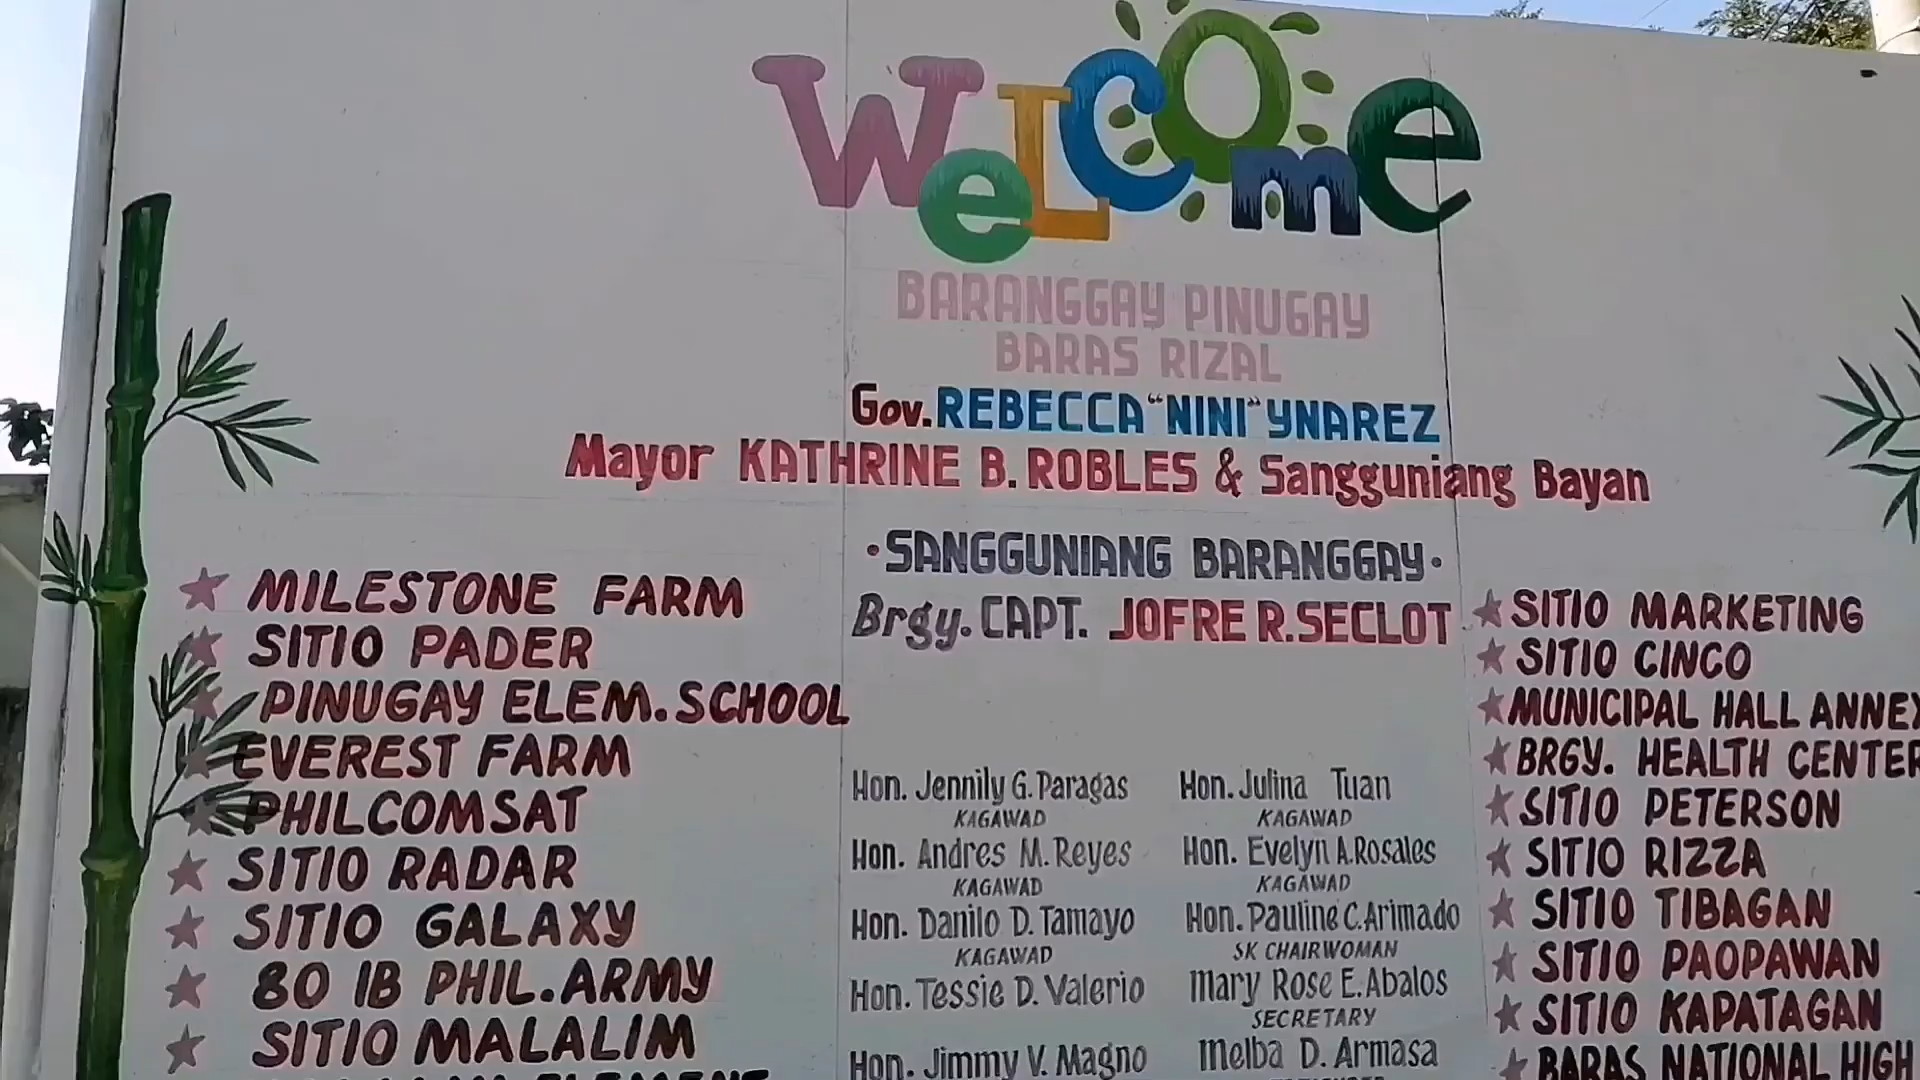 WeLCOme
BARANGGAY PINUGAY
BARAS RIZAL
Gov. REBECCA "NINI" YNAREZ
Mayor KATHRINE B. ROBLES & Sangguniang Bayan
• SANGGUNIANG BARANGGAY •
Brgy. CAPT. JOFRE R. SECLOT
MILESTONE FARM
SITIO PADER
PINUGAY ELEM. SCHOOL
EVEREST FARM
PHILCOMSAT
SITIO RADAR
SITIO GALAXY
80 IB PHIL. ARMY
SITIO MALALIM
Hon. Jennily G. Paragas
KAGAWAD
Hon. Andres M. Reyes
KAGAWAD
Hon. Danilo D. Tamayo
KAGAWAD
Hon. Tessie D. Valerio
Hon. Jimmy V. Magno
Hon. Julina Tuan
KAGAWAD
Hon. Evelyn A. Rosales
KAGAWAD
Hon. Pauline C. Arimado
SK CHAIRWOMAN
Mary Rose E. Abalos
SECRETARY
Melba D. Armasa
SITIO MARKETING
SITIO CINCO
MUNICIPAL HALL ANNEX
BRGY. HEALTH CENTER
SITIO PETERSON
SITIO RIZZA
SITIO TIBAGAN
SITIO PAOPAWAN
SITIO KAPATAGAN
BARAS NATIONAL HIGH